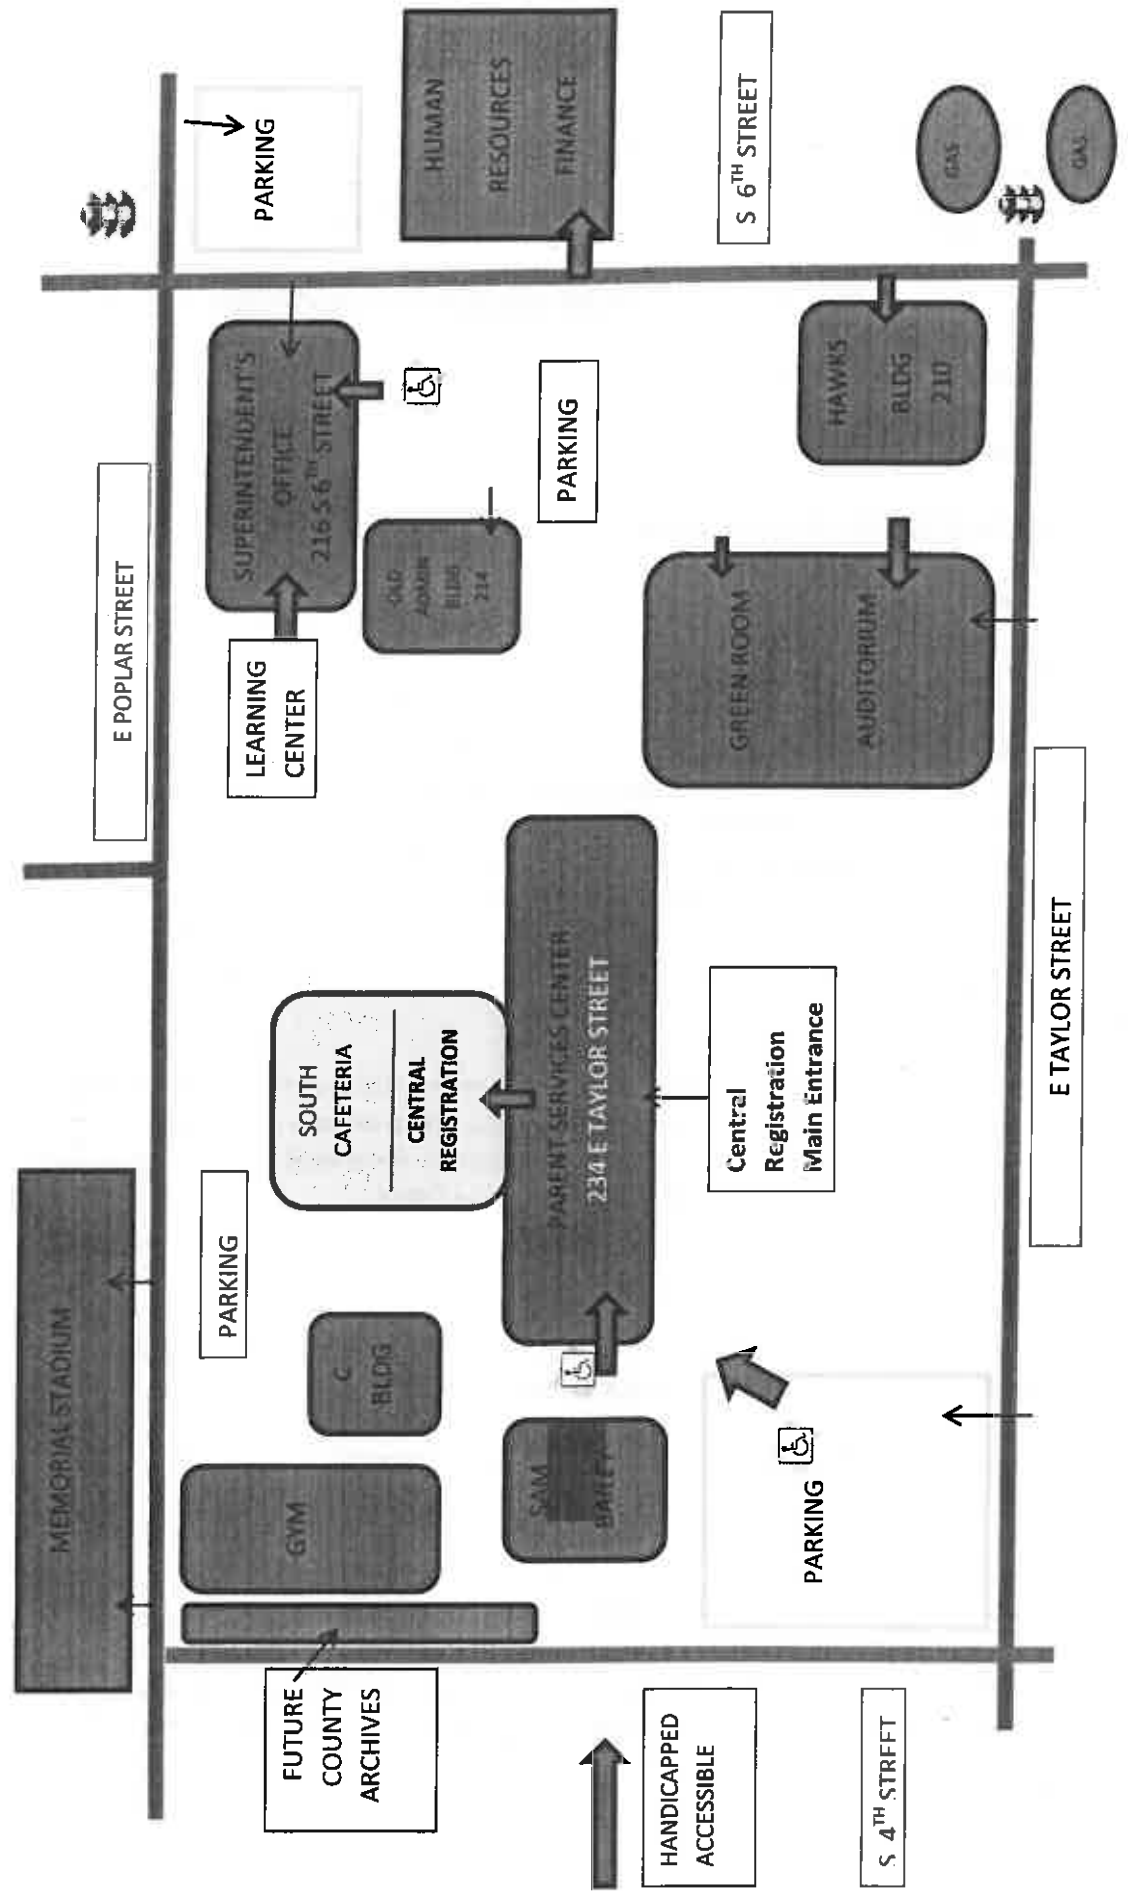 MEMORIAL STADIUM
E POPLAR STREET
FUTURE
COUNTY
ARCHIVES
GYM
C
BLDG
PARKING
SOUTH
CAFETERIA
CENTRAL
REGISTRATION
LEARNING
CENTER
SUPERINTENDENT'S
OFFICE
216 S 6TH STREET
PARKING
OLD
ADMIN
BLDG
214
PARKING
HUMAN
RESOURCES
FINANCE
SAM
BAILEY
PARENT SERVICES CENTER
234 E TAYLOR STREET
Central
Registration
Main Entrance
GREEN ROOM
AUDITORIUM
HAWKS
BLDG
210
S 6TH STREET
GAS
GAS
HANDICAPPED
ACCESSIBLE
S 4TH STREET
PARKING
E TAYLOR STREET